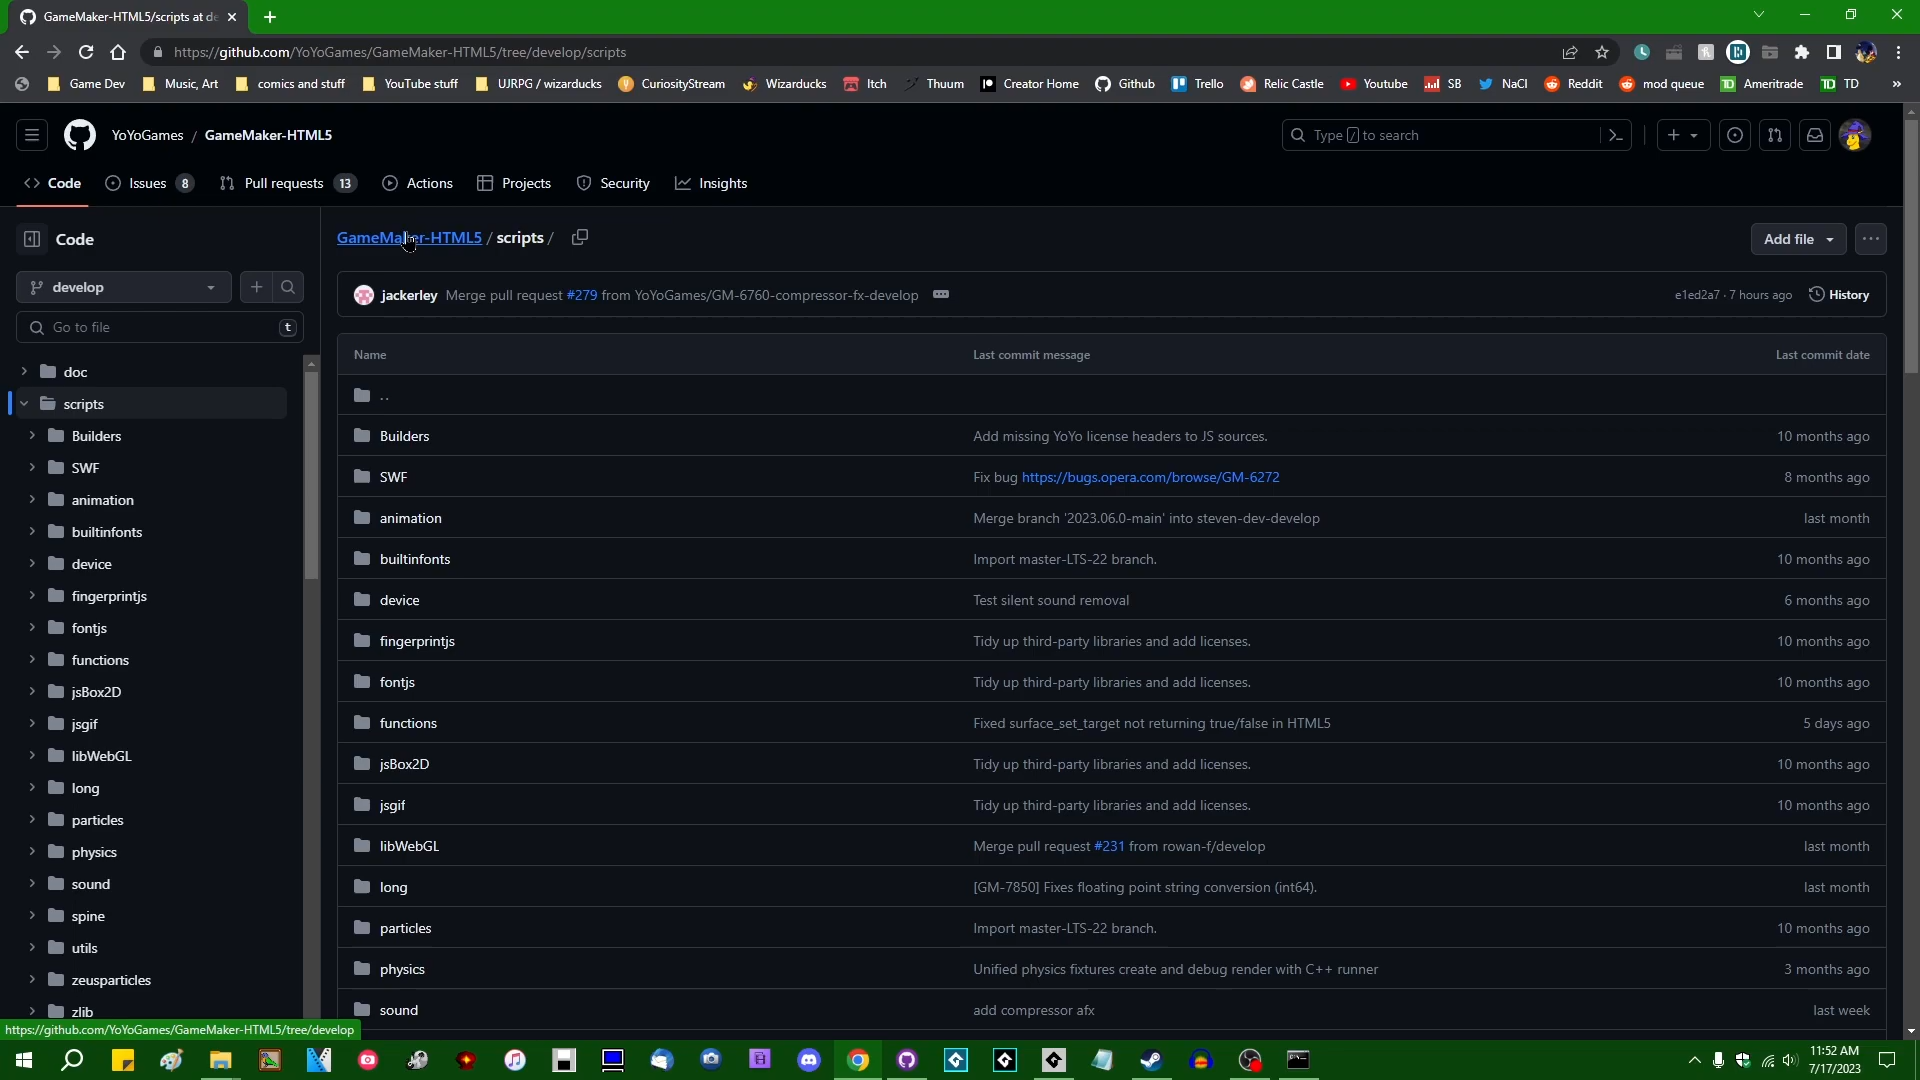 GameMaker-HTML5/scripts at de
https://github.com/YoYoGames/GameMaker-HTML5/tree/develop/scripts
Game Dev
Music, Art
comics and stuff
YouTube stuff
UJRPG / wizarducks
CuriosityStream
Wizarducks
Itch
Thuum
Creator Home
Github
Trello
Relic Castle
Youtube
SB
NaCl
Reddit
mod queue
Ameritrade
TD
»
YoYoGames / GameMaker-HTML5
Type / to search
Code
Issues 8
Pull requests 13
Actions
Projects
Security
Insights
Code
develop
Go to file t
doc
scripts
Builders
SWF
animation
builtinfonts
device
fingerprintjs
fontjs
functions
jsBox2D
jsgif
libWebGL
long
particles
physics
sound
spine
utils
zeusparticles
zlib
GameMaker-HTML5 / scripts /
Add file
jackerley Merge pull request #279 from YoYoGames/GM-6760-compressor-fx-develop
e1ed2a7 · 7 hours ago History
Name Last commit message Last commit date
..
Builders Add missing YoYo license headers to JS sources. 10 months ago
SWF Fix bug https://bugs.opera.com/browse/GM-6272 8 months ago
animation Merge branch '2023.06.0-main' into steven-dev-develop last month
builtinfonts Import master-LTS-22 branch. 10 months ago
device Test silent sound removal 6 months ago
fingerprintjs Tidy up third-party libraries and add licenses. 10 months ago
fontjs Tidy up third-party libraries and add licenses. 10 months ago
functions Fixed surface_set_target not returning true/false in HTML5 5 days ago
jsBox2D Tidy up third-party libraries and add licenses. 10 months ago
jsgif Tidy up third-party libraries and add licenses. 10 months ago
libWebGL Merge pull request #231 from rowan-f/develop last month
long [GM-7850] Fixes floating point string conversion (int64). last month
particles Import master-LTS-22 branch. 10 months ago
physics Unified physics fixtures create and debug render with C++ runner 3 months ago
sound add compressor afx last week
https://github.com/YoYoGames/GameMaker-HTML5/tree/develop
11:52 AM
7/17/2023